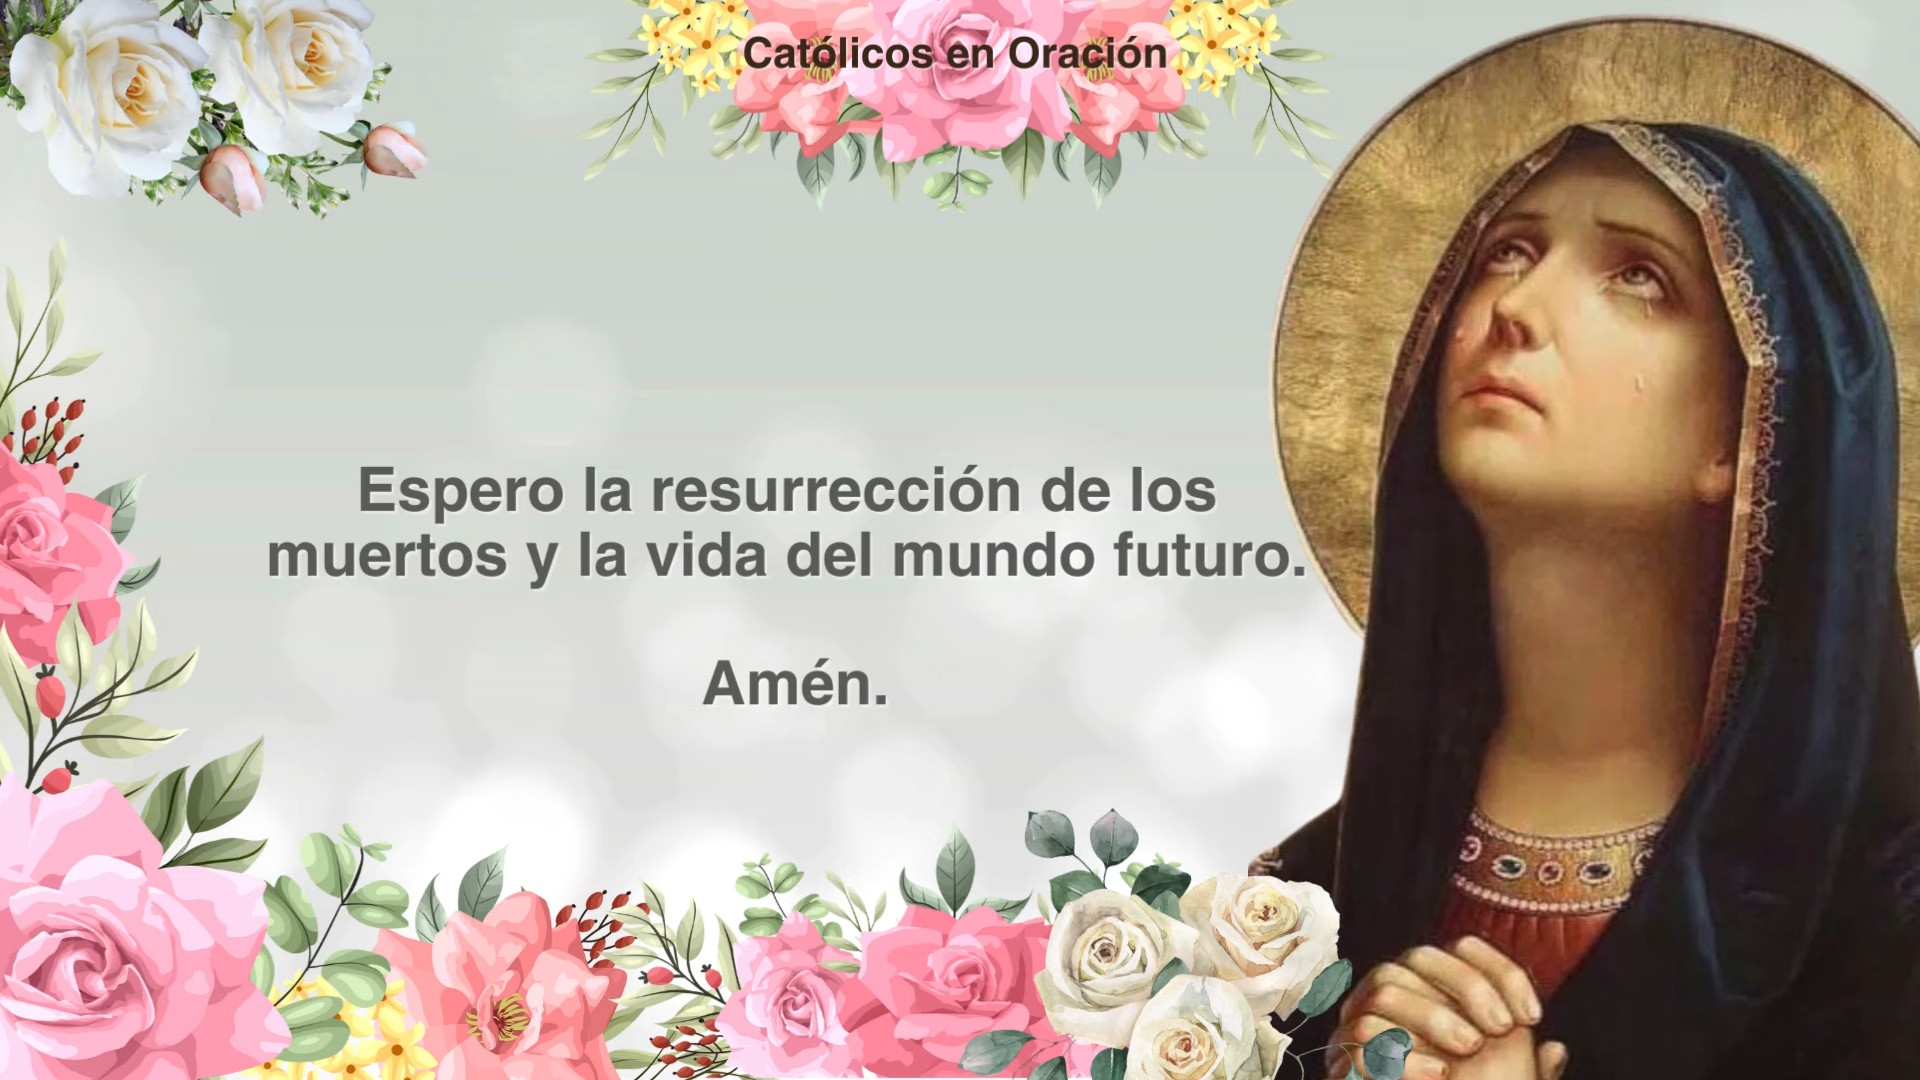 Católicos en Oración
Espero la resurrección de los
muertos y la vida del mundo futuro.
Amén.